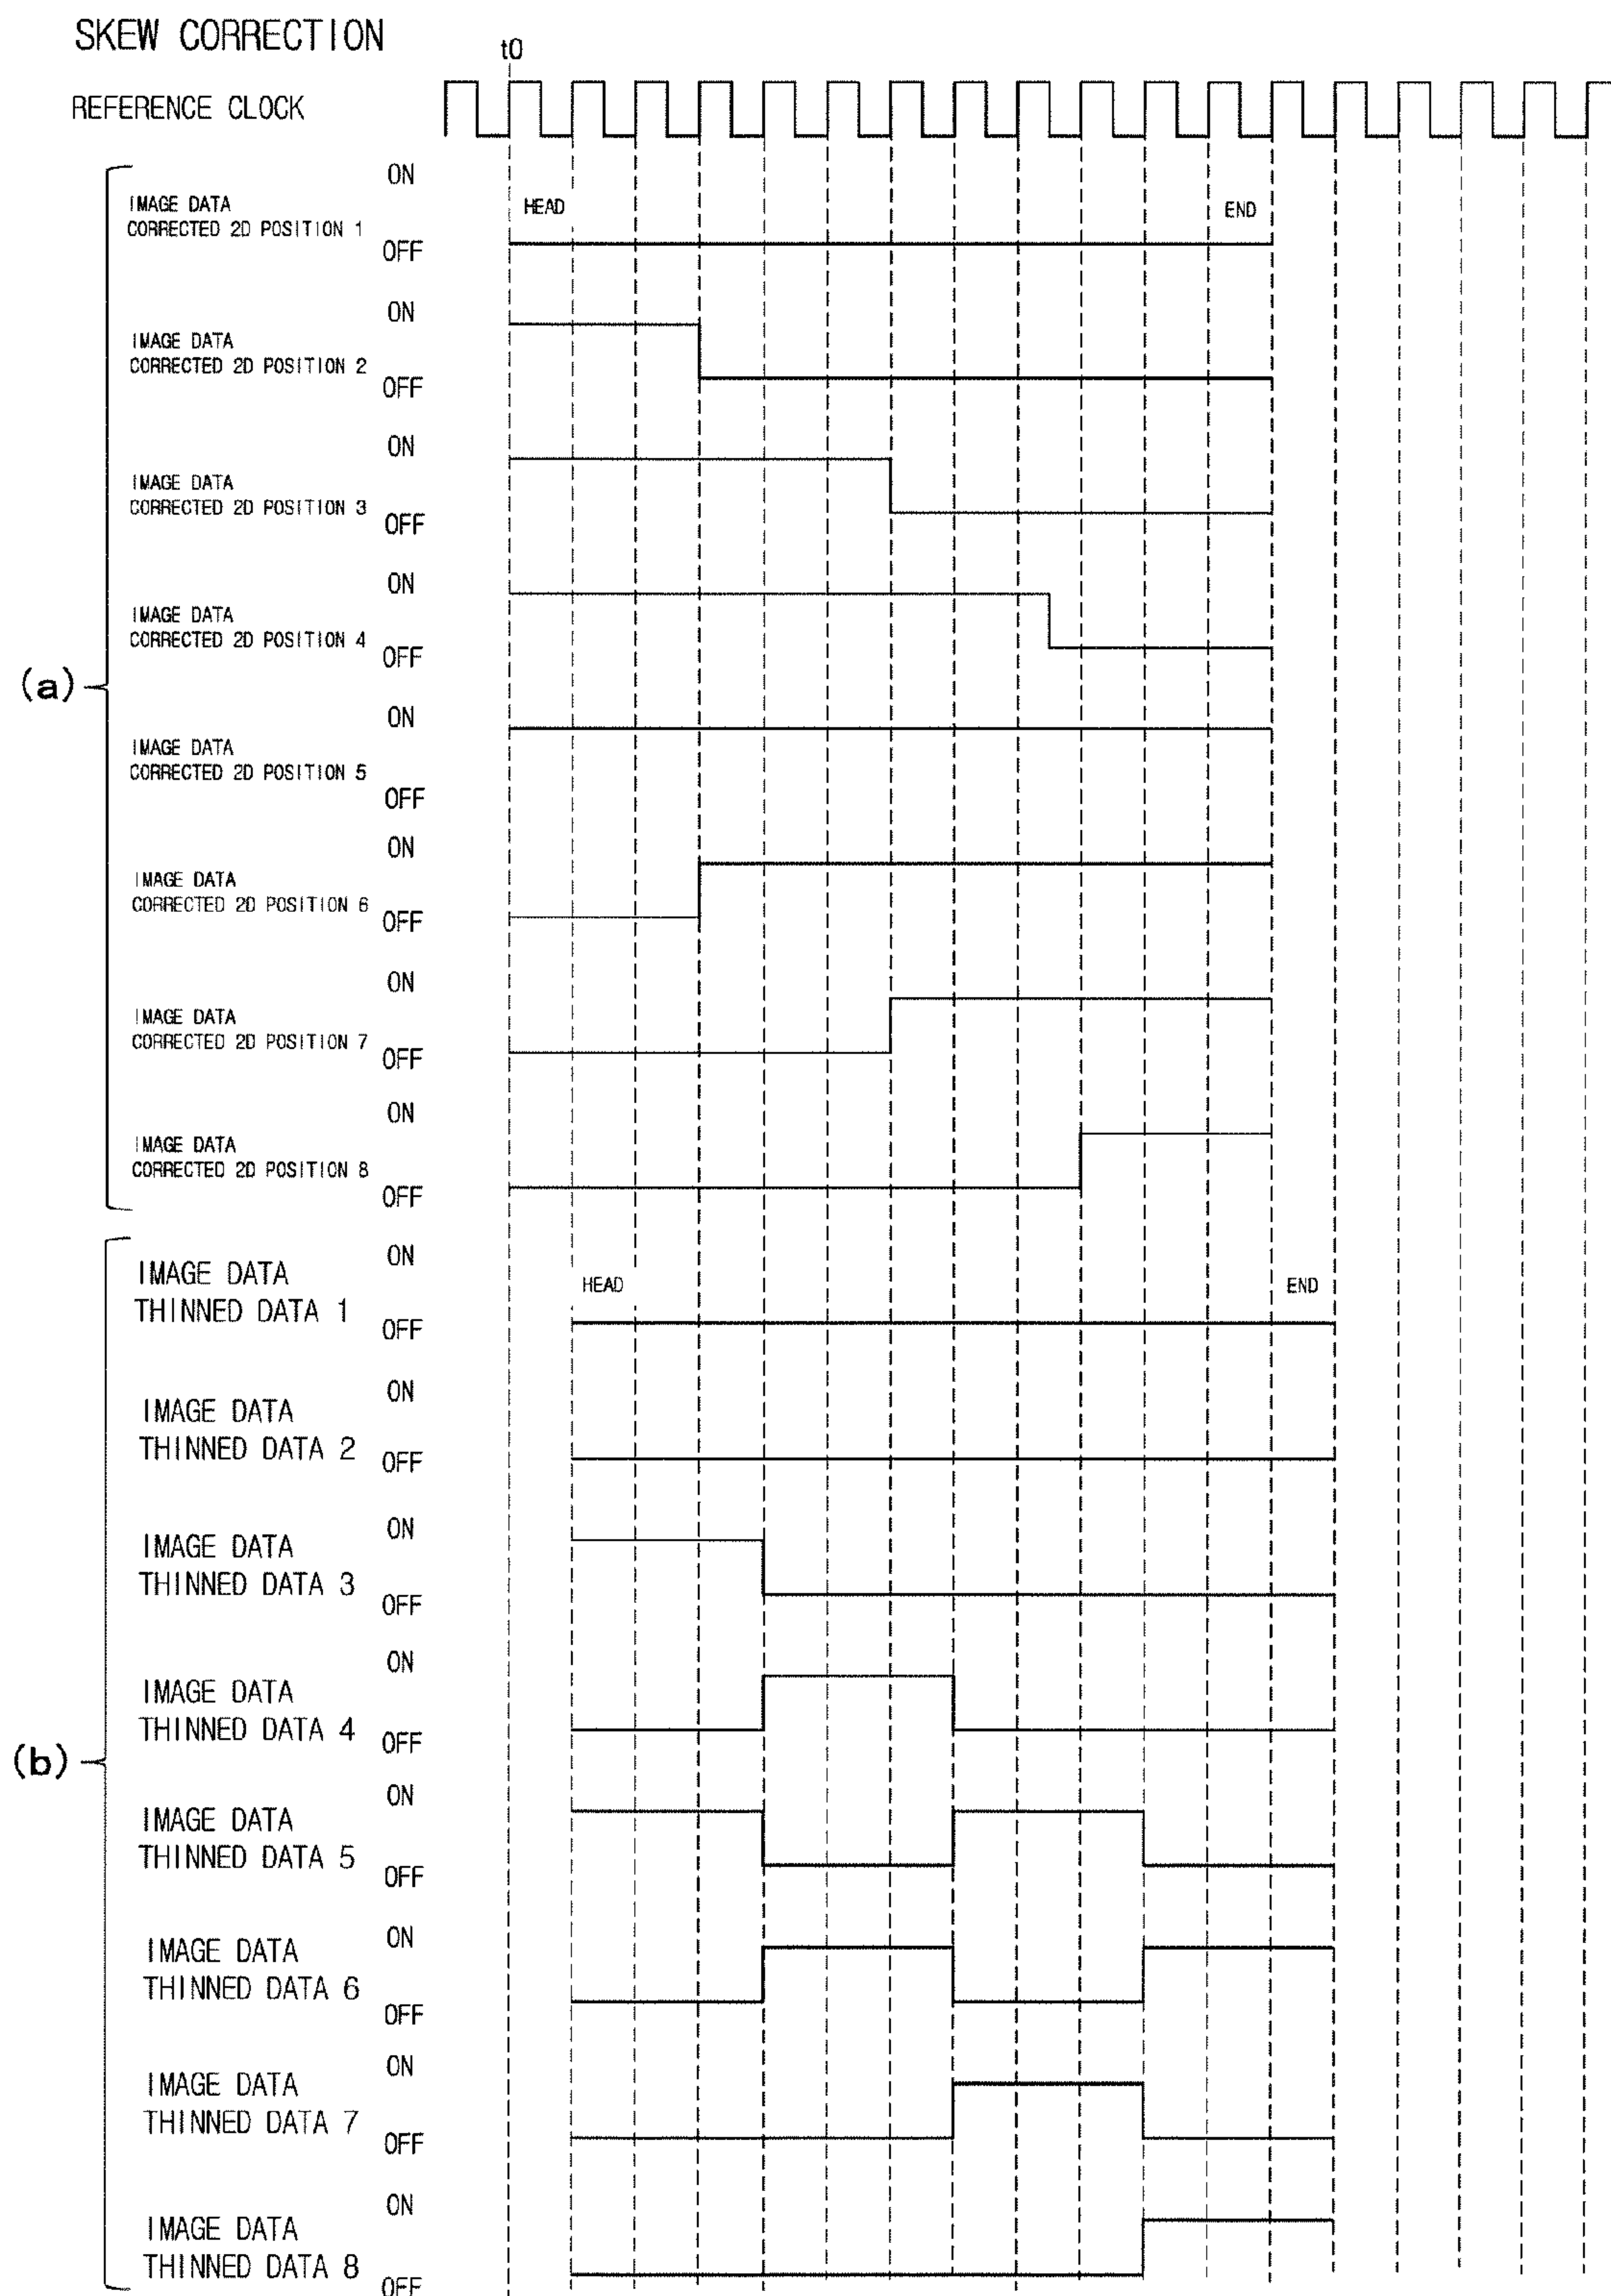 SKEW CORRECTION
t0
REFERENCE CLOCK
(a)
ON
IMAGE DATA
CORRECTED 2D POSITION 1
OFF
HEAD
END
ON
IMAGE DATA
CORRECTED 2D POSITION 2
OFF
ON
IMAGE DATA
CORRECTED 2D POSITION 3
OFF
ON
IMAGE DATA
CORRECTED 2D POSITION 4
OFF
ON
IMAGE DATA
CORRECTED 2D POSITION 5
OFF
ON
IMAGE DATA
CORRECTED 2D POSITION 6
OFF
ON
IMAGE DATA
CORRECTED 2D POSITION 7
OFF
ON
IMAGE DATA
CORRECTED 2D POSITION 8
OFF
(b)
ON
IMAGE DATA
THINNED DATA 1
OFF
HEAD
END
ON
IMAGE DATA
THINNED DATA 2
OFF
ON
IMAGE DATA
THINNED DATA 3
OFF
ON
IMAGE DATA
THINNED DATA 4
OFF
ON
IMAGE DATA
THINNED DATA 5
OFF
ON
IMAGE DATA
THINNED DATA 6
OFF
ON
IMAGE DATA
THINNED DATA 7
OFF
ON
IMAGE DATA
THINNED DATA 8
OFF